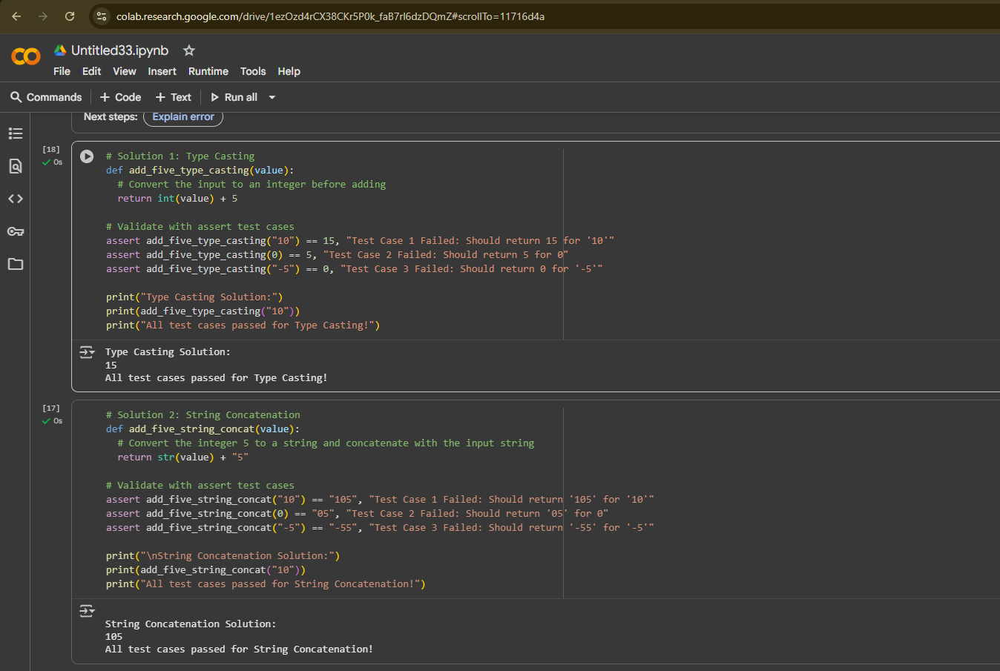 colab.research.google.com/drive/1ezOzd4rCX38CKr5P0k_faB7rl6dzDQmZ#scrollTo=11716d4a
Untitled33.ipynb
File Edit View Insert Runtime Tools Help
Commands + Code + Text Run all
Next steps: Explain error
[18]
0s
# Solution 1: Type Casting
def add_five_type_casting(value):
  # Convert the input to an integer before adding
  return int(value) + 5
# Validate with assert test cases
assert add_five_type_casting("10") == 15, "Test Case 1 Failed: Should return 15 for '10'"
assert add_five_type_casting(0) == 5, "Test Case 2 Failed: Should return 5 for 0"
assert add_five_type_casting("-5") == 0, "Test Case 3 Failed: Should return 0 for '-5'"
print("Type Casting Solution:")
print(add_five_type_casting("10"))
print("All test cases passed for Type Casting!")
Type Casting Solution:
15
All test cases passed for Type Casting!
[17]
0s
# Solution 2: String Concatenation
def add_five_string_concat(value):
  # Convert the integer 5 to a string and concatenate with the input string
  return str(value) + "5"
# Validate with assert test cases
assert add_five_string_concat("10") == "105", "Test Case 1 Failed: Should return '105' for '10'"
assert add_five_string_concat(0) == "05", "Test Case 2 Failed: Should return '05' for 0"
assert add_five_string_concat("-5") == "-55", "Test Case 3 Failed: Should return '-55' for '-5'"
print("\nString Concatenation Solution:")
print(add_five_string_concat("10"))
print("All test cases passed for String Concatenation!")
String Concatenation Solution:
105
All test cases passed for String Concatenation!